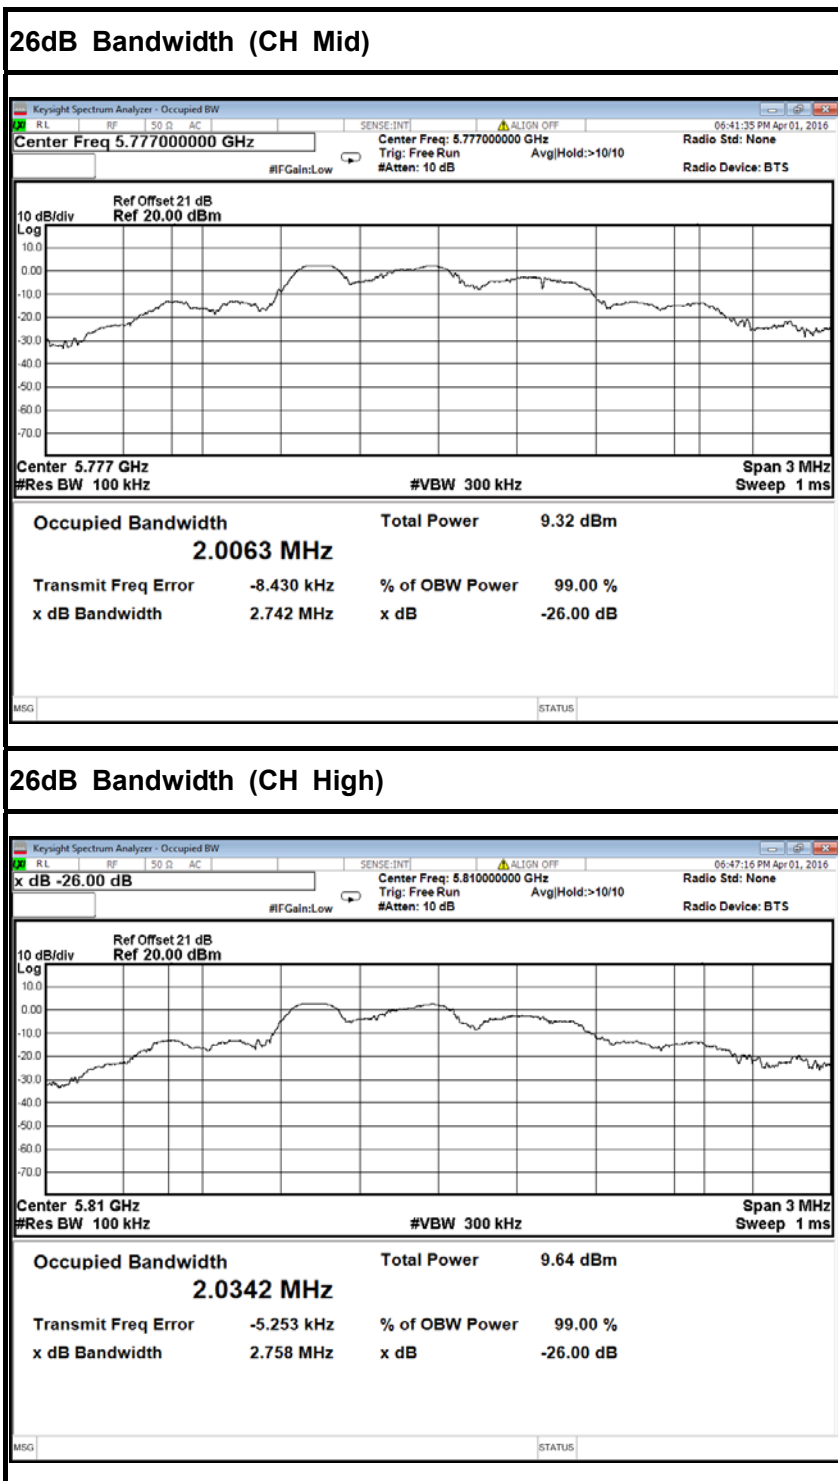 26dB Bandwidth (CH Mid)
Keysight Spectrum Analyzer - Occupied BW
LXI RL RF 50 Ω AC SENSE:INT ALIGN OFF 06:41:35 PM Apr 01, 2016
Center Freq 5.777000000 GHz Center Freq: 5.777000000 GHz Radio Std: None
Trig: Free Run Avg|Hold:>10/10
#IFGain:Low #Atten: 10 dB Radio Device: BTS
Ref Offset 21 dB
10 dB/div Ref 20.00 dBm
Log
10.0
0.00
-10.0
-20.0
-30.0
-40.0
-50.0
-60.0
-70.0
Center 5.777 GHz Span 3 MHz
#Res BW 100 kHz #VBW 300 kHz Sweep 1 ms
Occupied Bandwidth Total Power 9.32 dBm
2.0063 MHz
Transmit Freq Error -8.430 kHz % of OBW Power 99.00 %
x dB Bandwidth 2.742 MHz x dB -26.00 dB
MSG STATUS
26dB Bandwidth (CH High)
Keysight Spectrum Analyzer - Occupied BW
LXI RL RF 50 Ω AC SENSE:INT ALIGN OFF 06:47:16 PM Apr 01, 2016
x dB -26.00 dB Center Freq: 5.810000000 GHz Radio Std: None
Trig: Free Run Avg|Hold:>10/10
#IFGain:Low #Atten: 10 dB Radio Device: BTS
Ref Offset 21 dB
10 dB/div Ref 20.00 dBm
Log
10.0
0.00
-10.0
-20.0
-30.0
-40.0
-50.0
-60.0
-70.0
Center 5.81 GHz Span 3 MHz
#Res BW 100 kHz #VBW 300 kHz Sweep 1 ms
Occupied Bandwidth Total Power 9.64 dBm
2.0342 MHz
Transmit Freq Error -5.253 kHz % of OBW Power 99.00 %
x dB Bandwidth 2.758 MHz x dB -26.00 dB
MSG STATUS